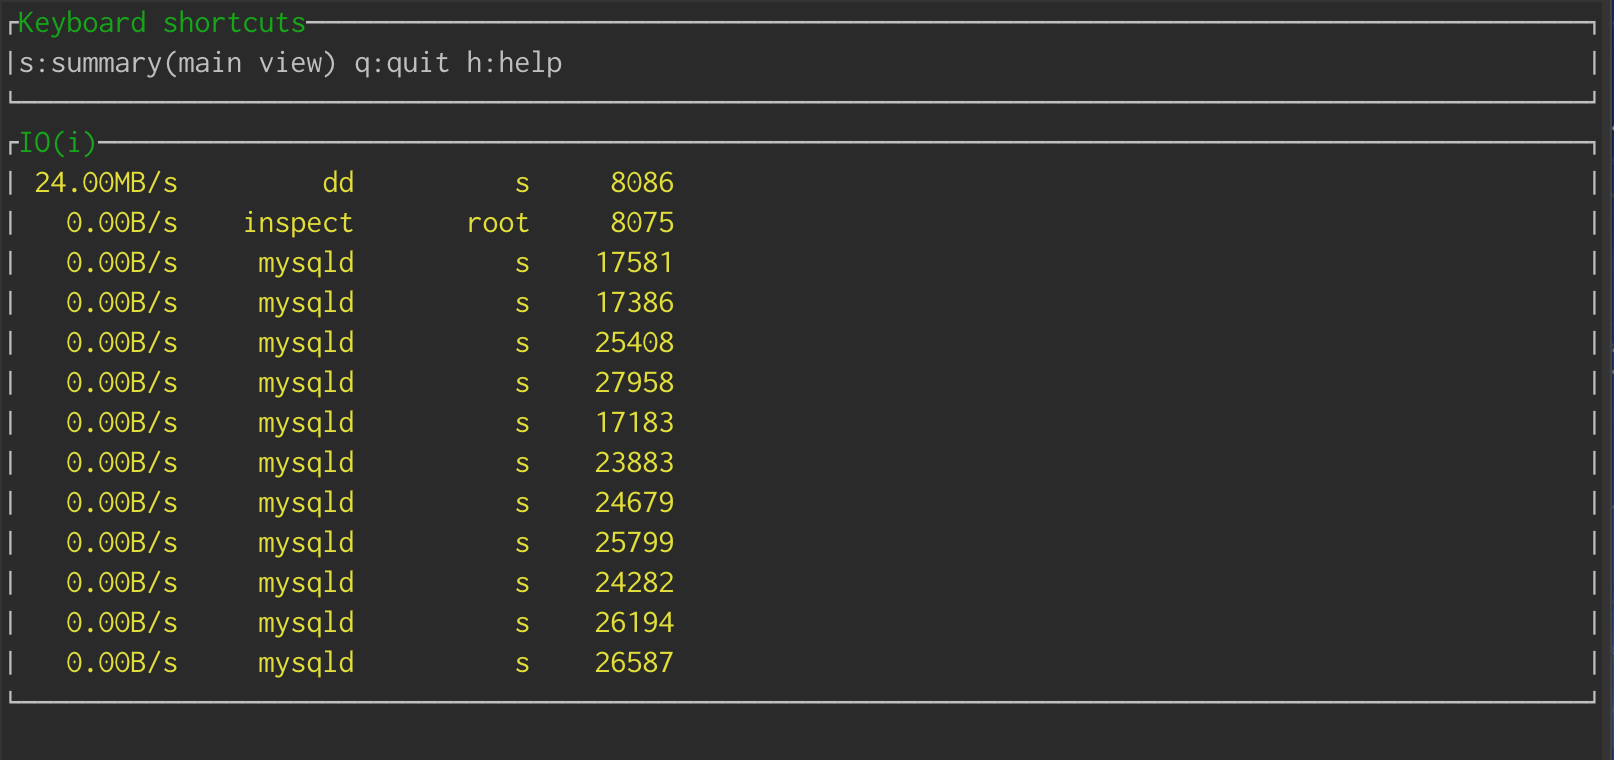 Keyboard shortcuts
s:summary(main view) q:quit h:help
IO(i)
24.00MB/s dd s 8086
0.00B/s inspect root 8075
0.00B/s mysqld s 17581
0.00B/s mysqld s 17386
0.00B/s mysqld s 25408
0.00B/s mysqld s 27958
0.00B/s mysqld s 17183
0.00B/s mysqld s 23883
0.00B/s mysqld s 24679
0.00B/s mysqld s 25799
0.00B/s mysqld s 24282
0.00B/s mysqld s 26194
0.00B/s mysqld s 26587